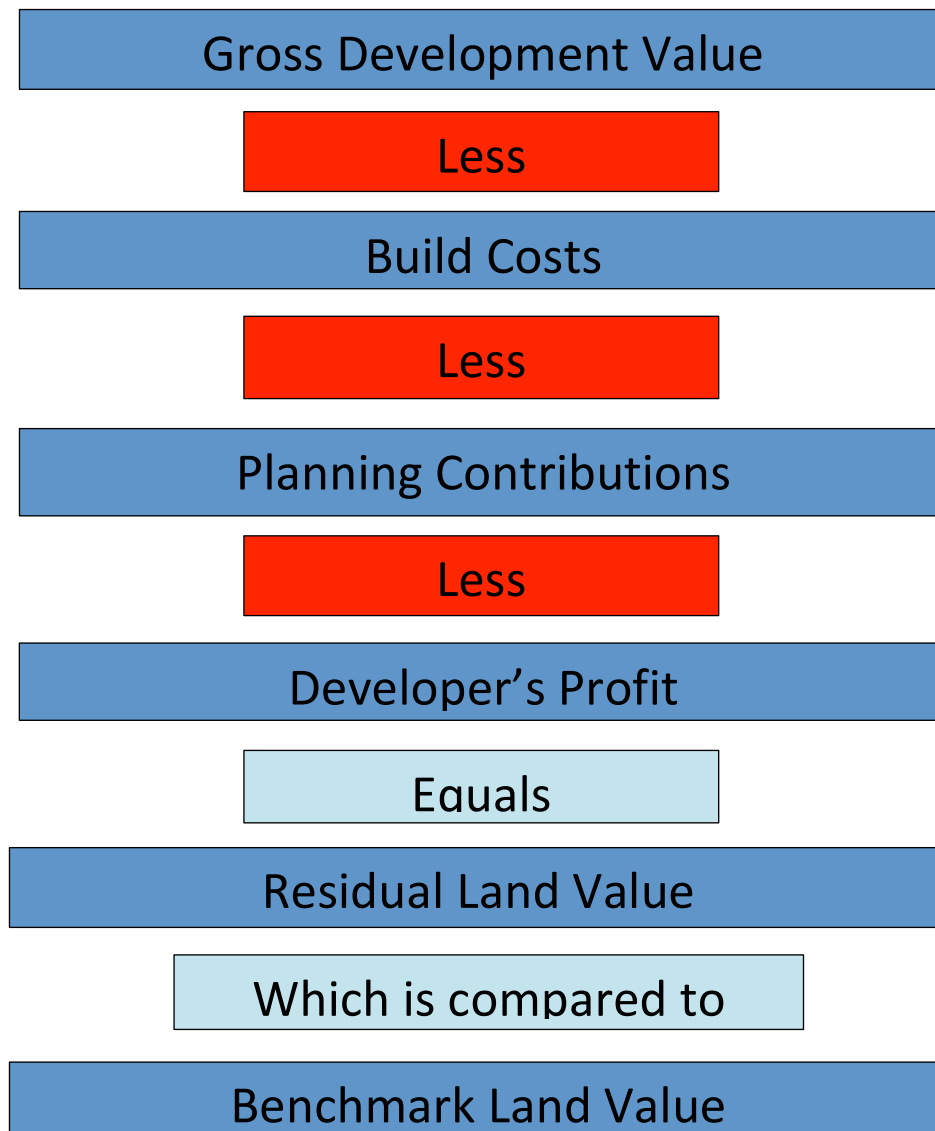 Gross Development Value
Less
Build Costs
Less
Planning Contributions
Less
Developer’s Profit
Equals
Residual Land Value
Which is compared to
Benchmark Land Value